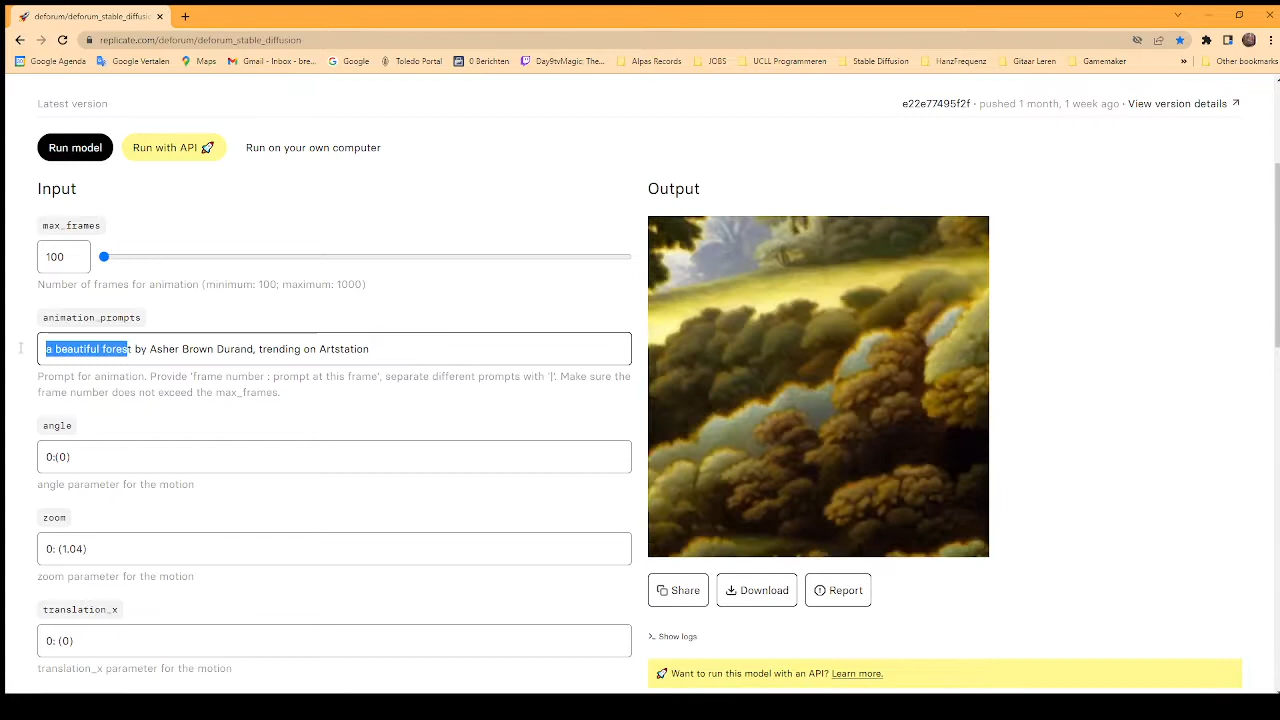 deforum/deforum_stable_diffusi
replicate.com/deforum/deforum_stable_diffusion
Google Agenda Google Vertalen Maps Gmail - Inbox - bre... Google Toledo Portal 0 Berichten Day9tvMagic: The... Alpas Records JOBS UCLL Programmeren Stable Diffusion HanzFrequenz Gitaar Leren Gamemaker » Other bookmarks
Latest version
e22e77495f2f · pushed 1 month, 1 week ago · View version details
Run model
Run with API
Run on your own computer
Input
max_frames
100
Number of frames for animation (minimum: 100; maximum: 1000)
animation_prompts
a beautiful forest by Asher Brown Durand, trending on Artstation
Prompt for animation. Provide 'frame number : prompt at this frame', separate different prompts with '|'. Make sure the
frame number does not exceed the max_frames.
angle
0:(0)
angle parameter for the motion
zoom
0: (1.04)
zoom parameter for the motion
translation_x
0: (0)
translation_x parameter for the motion
Output
Share
Download
Report
Show logs
Want to run this model with an API? Learn more.